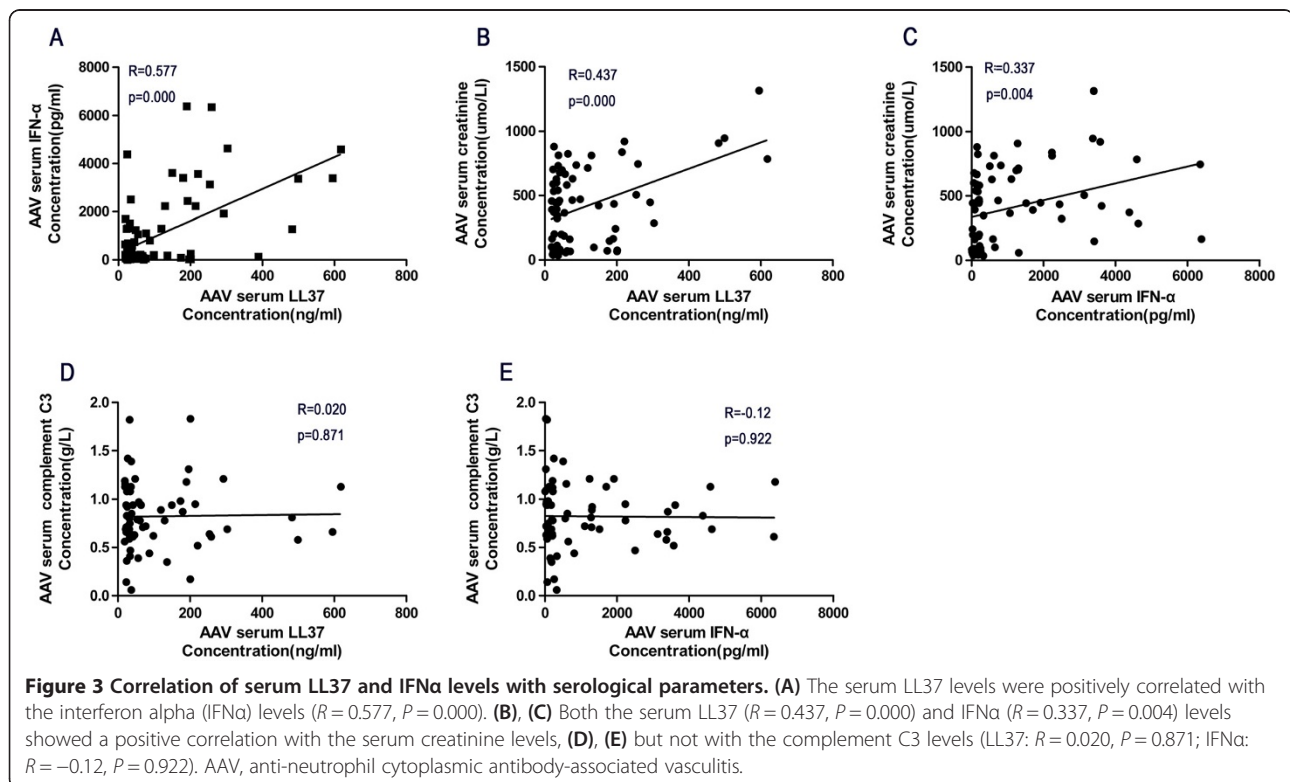 A
R=0.577
p=0.000
AAV serum IFN-α
Concentration(pg/ml)
8000
6000
4000
2000
0
0 200 400 600 800
AAV serum LL37
Concentration(ng/ml)
B
R=0.437
p=0.000
AAV serum creatinine
Concentration(umo/Ll)
1500
1000
500
0
0 200 400 600 800
AAV serum LL37
Concentration(ng/ml)
C
R=0.337
p=0.004
AAV serum creatinine
Concentration(umo/L)
1500
1000
500
0
0 2000 4000 6000 8000
AAV serum IFN-α
Concentration(pg/ml)
D
R=0.020
p=0.871
AAV serum complement C3
Concentration(g/L)
2.0
1.5
1.0
0.5
0.0
0 200 400 600 800
AAV serum LL37
Concentration(ng/ml)
E
R=-0.12
p=0.922
AAV serum complement C3
Concentration(g/L)
2.0
1.5
1.0
0.5
0.0
0 2000 4000 6000 8000
AAV serum IFN-α
Concentration(pg/ml)
Figure 3 Correlation of serum LL37 and IFNα levels with serological parameters. (A) The serum LL37 levels were positively correlated with
the interferon alpha (IFNα) levels (R = 0.577, P = 0.000). (B), (C) Both the serum LL37 (R = 0.437, P = 0.000) and IFNα (R = 0.337, P = 0.004) levels
showed a positive correlation with the serum creatinine levels, (D), (E) but not with the complement C3 levels (LL37: R = 0.020, P = 0.871; IFNα:
R = −0.12, P = 0.922). AAV, anti-neutrophil cytoplasmic antibody-associated vasculitis.